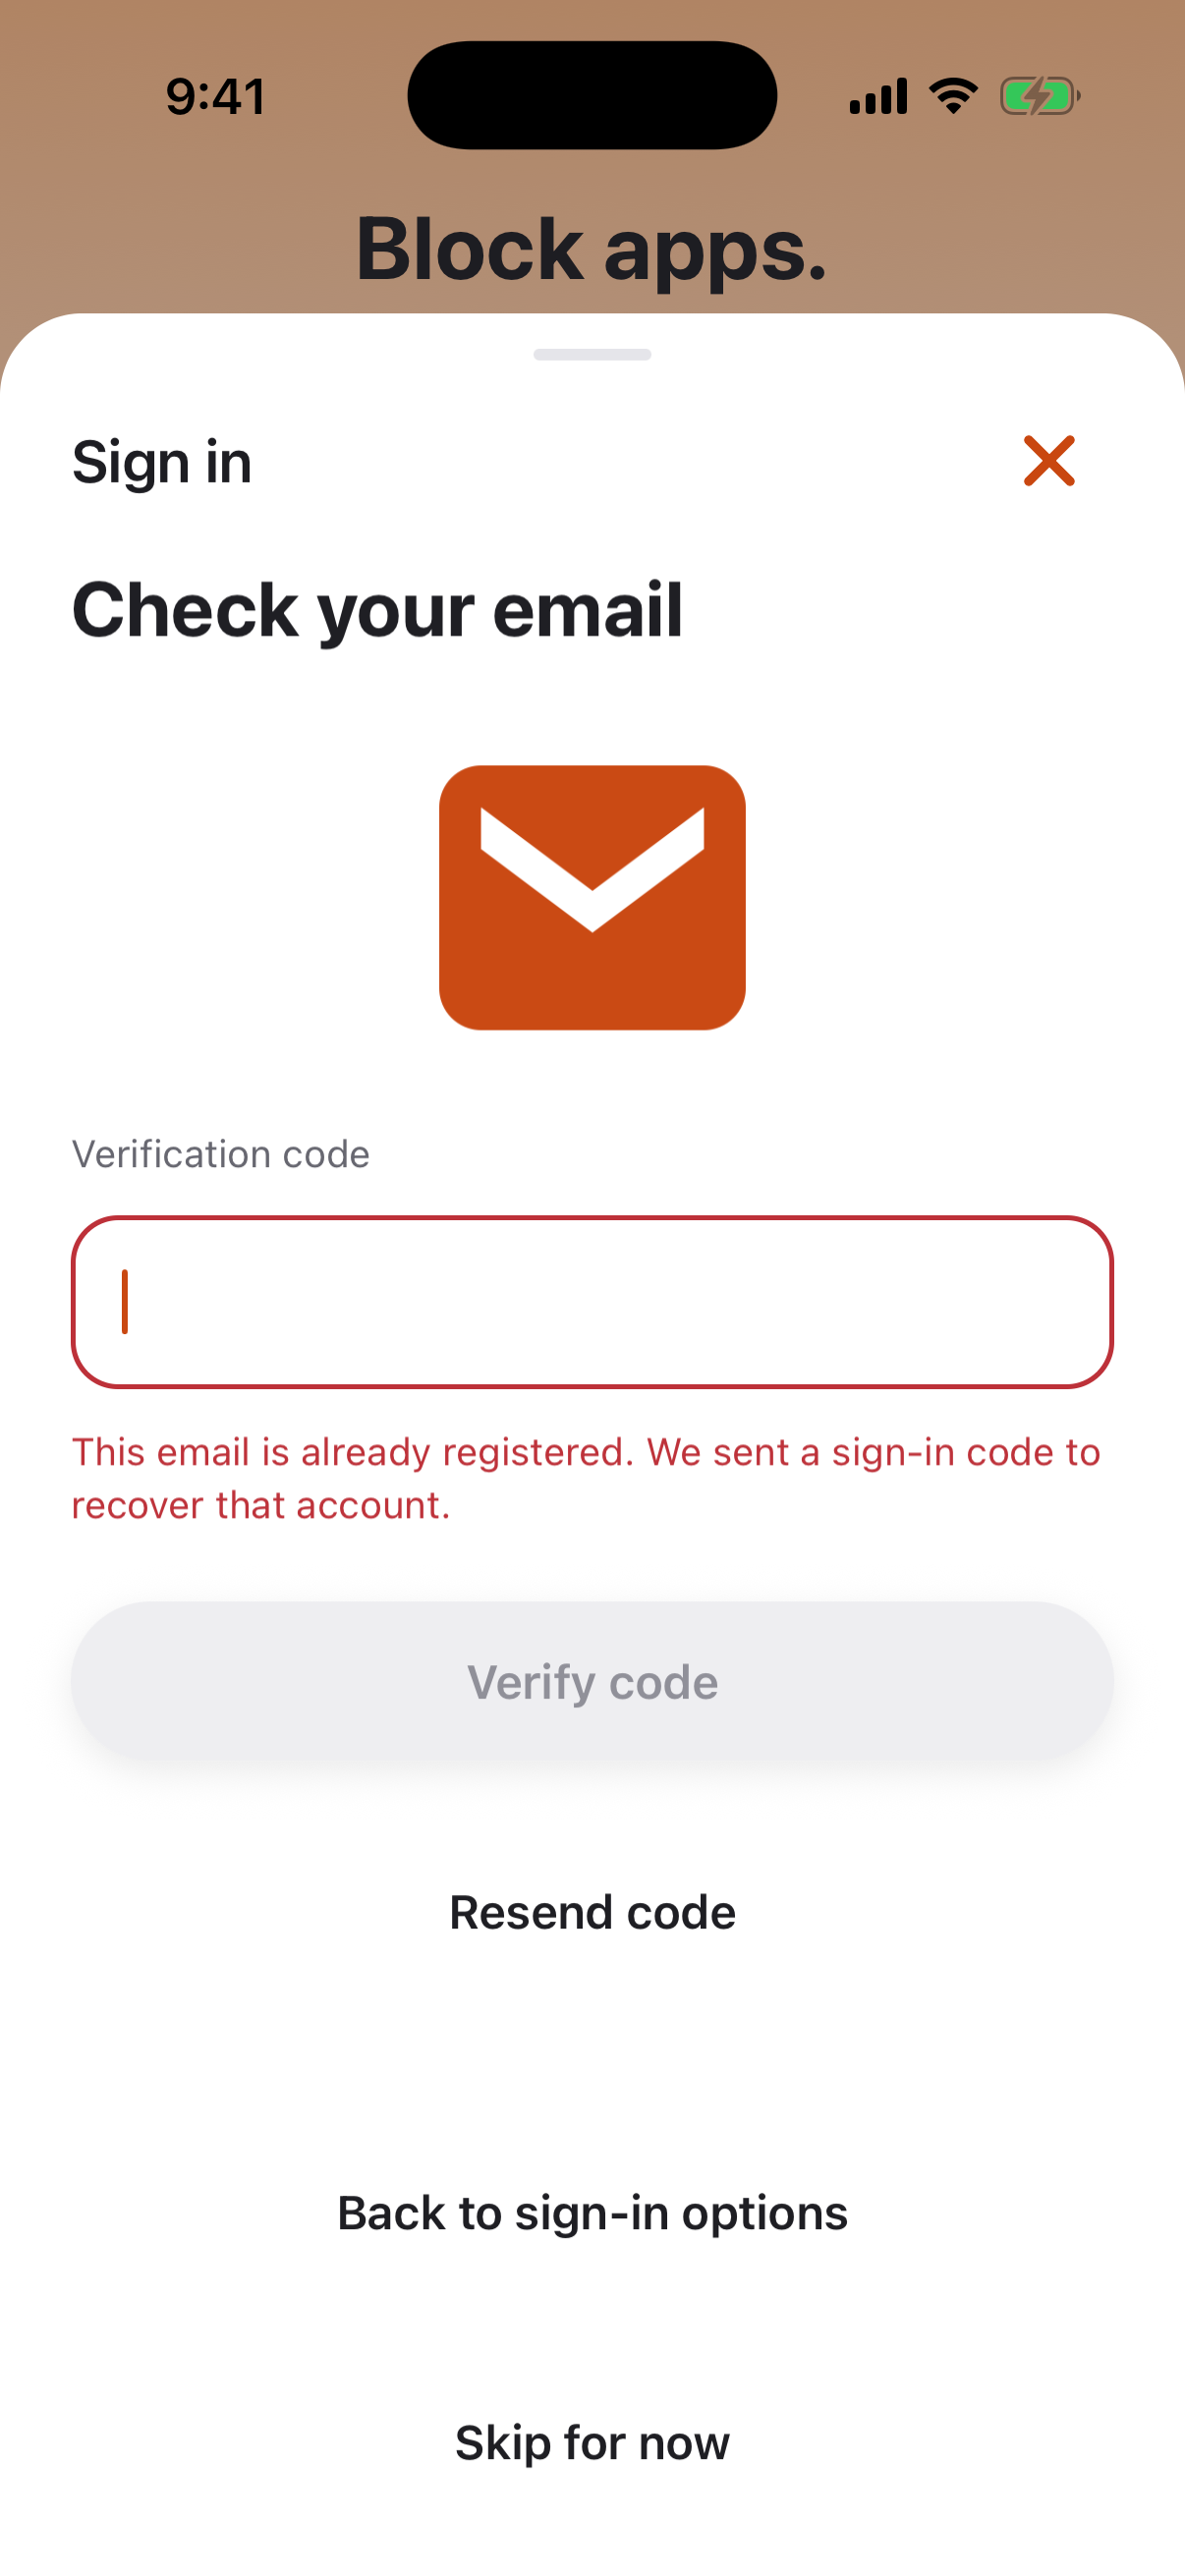 9:41
Block apps.
Sign in
Check your email
Verification code
This email is already registered. We sent a sign-in code to
recover that account.
Verify code
Resend code
Back to sign-in options
Skip for now